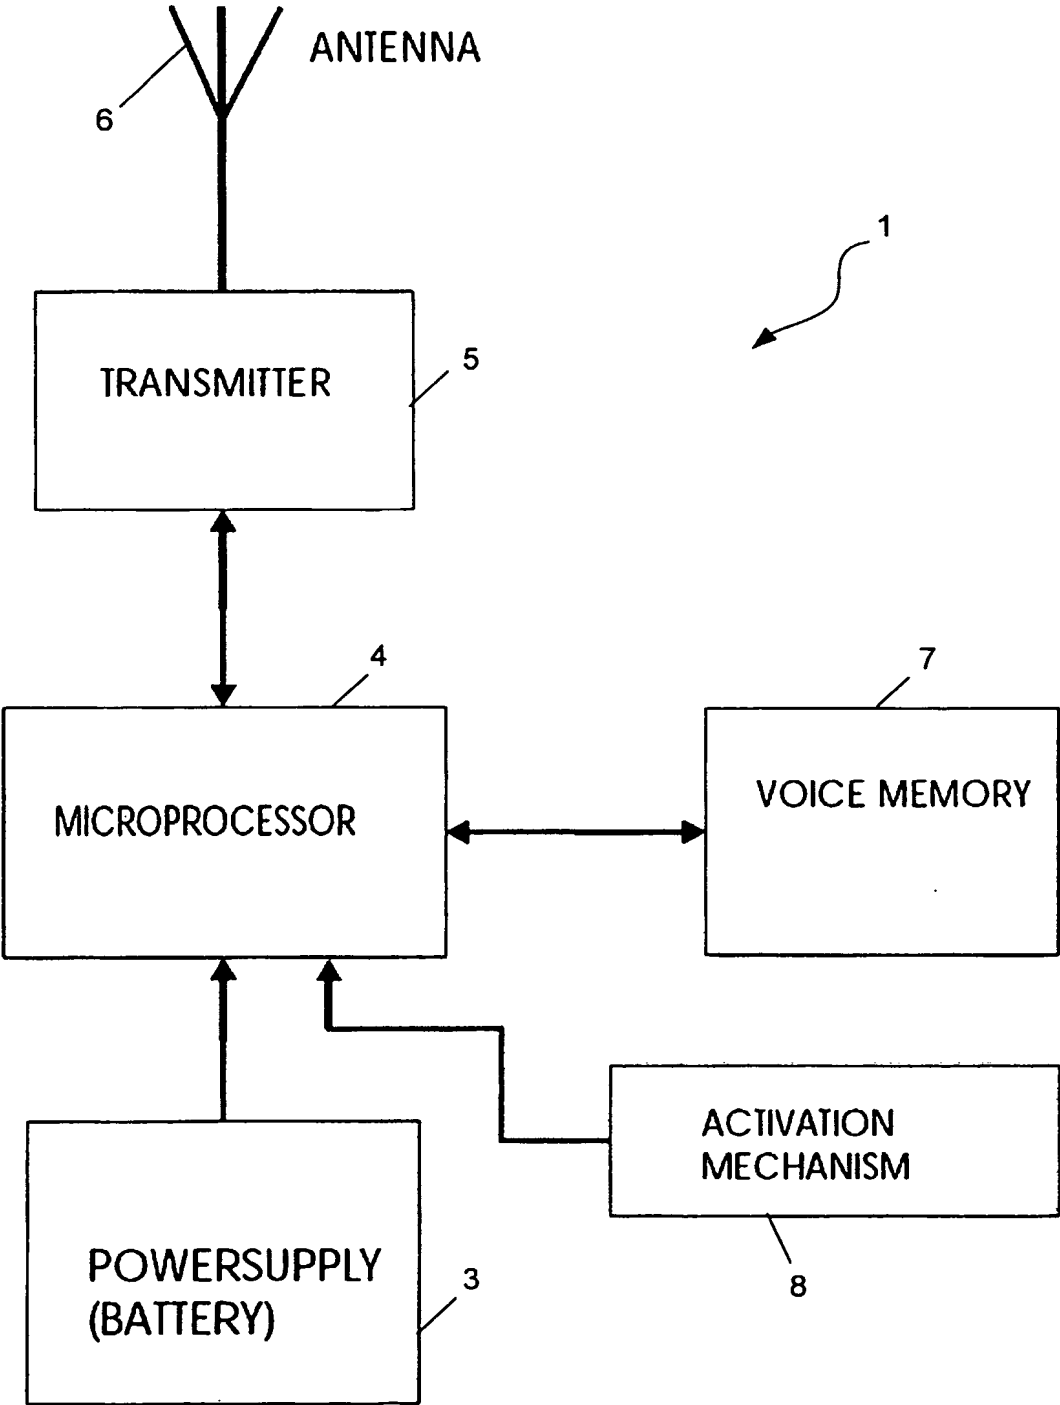 ANTENNA
6
1
TRANSMITTER
5
4
7
MICROPROCESSOR
VOICE MEMORY
ACTIVATION
MECHANISM
POWERSUPPLY
(BATTERY)
3
8